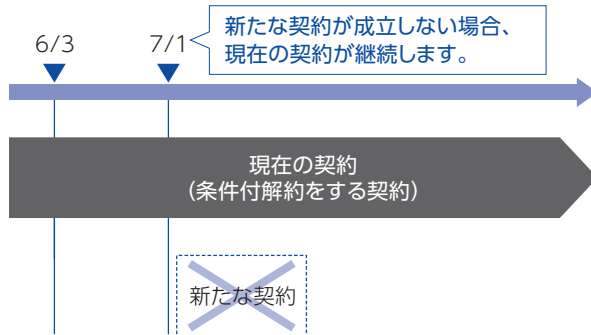 6/3
7/1
新たな契約が成立しない場合、
現在の契約が継続します。
現在の契約
（条件付解約をする契約）
新たな契約